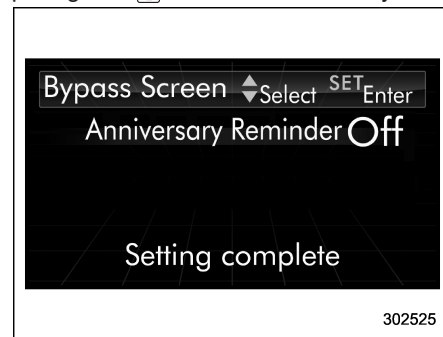 Bypass Screen Select SET Enter
Anniversary Reminder Off
Setting complete
302525